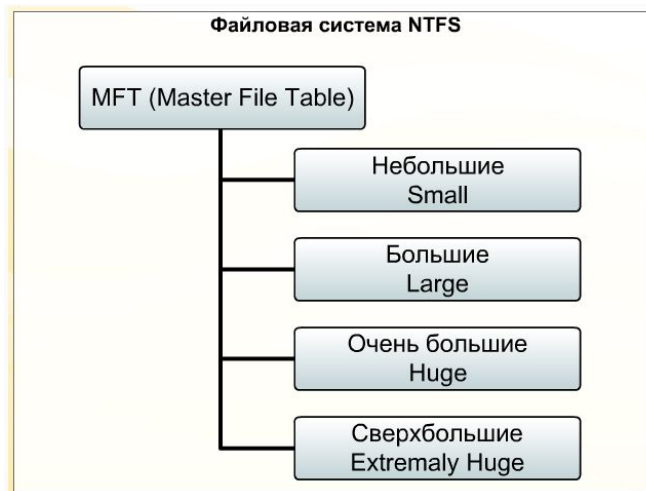 Файловая система NTFS
MFT (Master File Table)
Небольшие
Small
Большие
Large
Очень большие
Huge
Сверхбольшие
Extremaly Huge